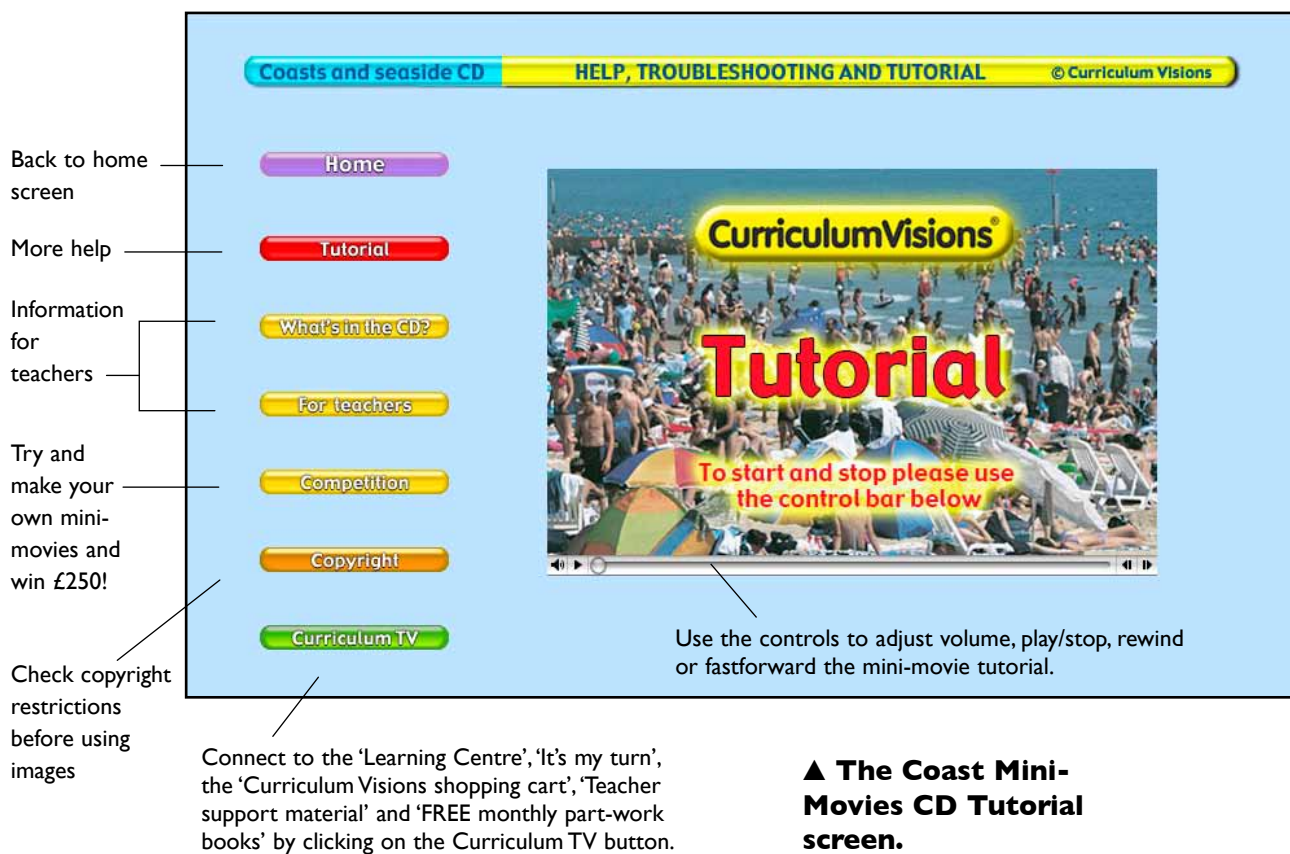 Coasts and seaside CD
HELP, TROUBLESHOOTING AND TUTORIAL
© Curriculum Visions
Back to home
screen
Home
More help
Tutorial
Information
for
teachers
What's in the CD?
For teachers
Try and
make your
own mini-
movies and
win £250!
Competition
Check copyright
restrictions
before using
images
Copyright
Curriculum TV
CurriculumVisions®
Tutorial
To start and stop please use
the control bar below
Use the controls to adjust volume, play/stop, rewind
or fastforward the mini-movie tutorial.
Connect to the ‘Learning Centre’, ‘It’s my turn’,
the ‘Curriculum Visions shopping cart’, ‘Teacher
support material’ and ‘FREE monthly part-work
books’ by clicking on the Curriculum TV button.
▲ The Coast Mini-
Movies CD Tutorial
screen.